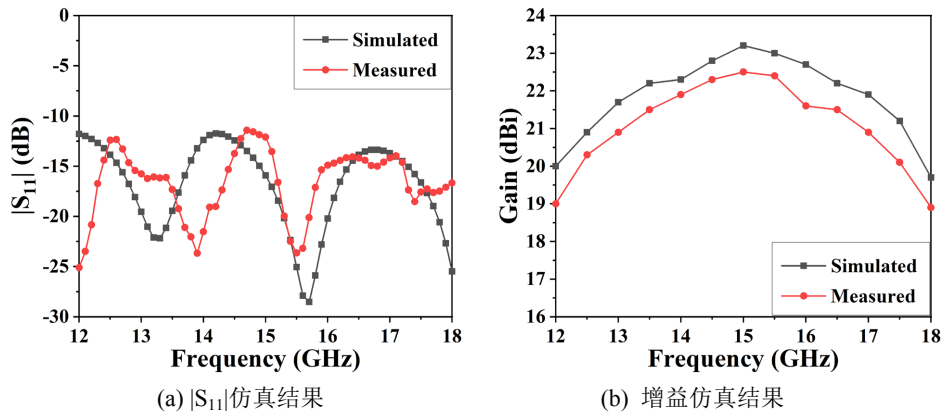 0
-5
-10
-15
-20
-25
-30
|S11| (dB)
Simulated
Measured
12 13 14 15 16 17 18
Frequency (GHz)
(a) |S11|仿真结果
24
23
22
21
20
19
18
17
16
Gain (dBi)
Simulated
Measured
12 13 14 15 16 17 18
Frequency (GHz)
(b) 增益仿真结果